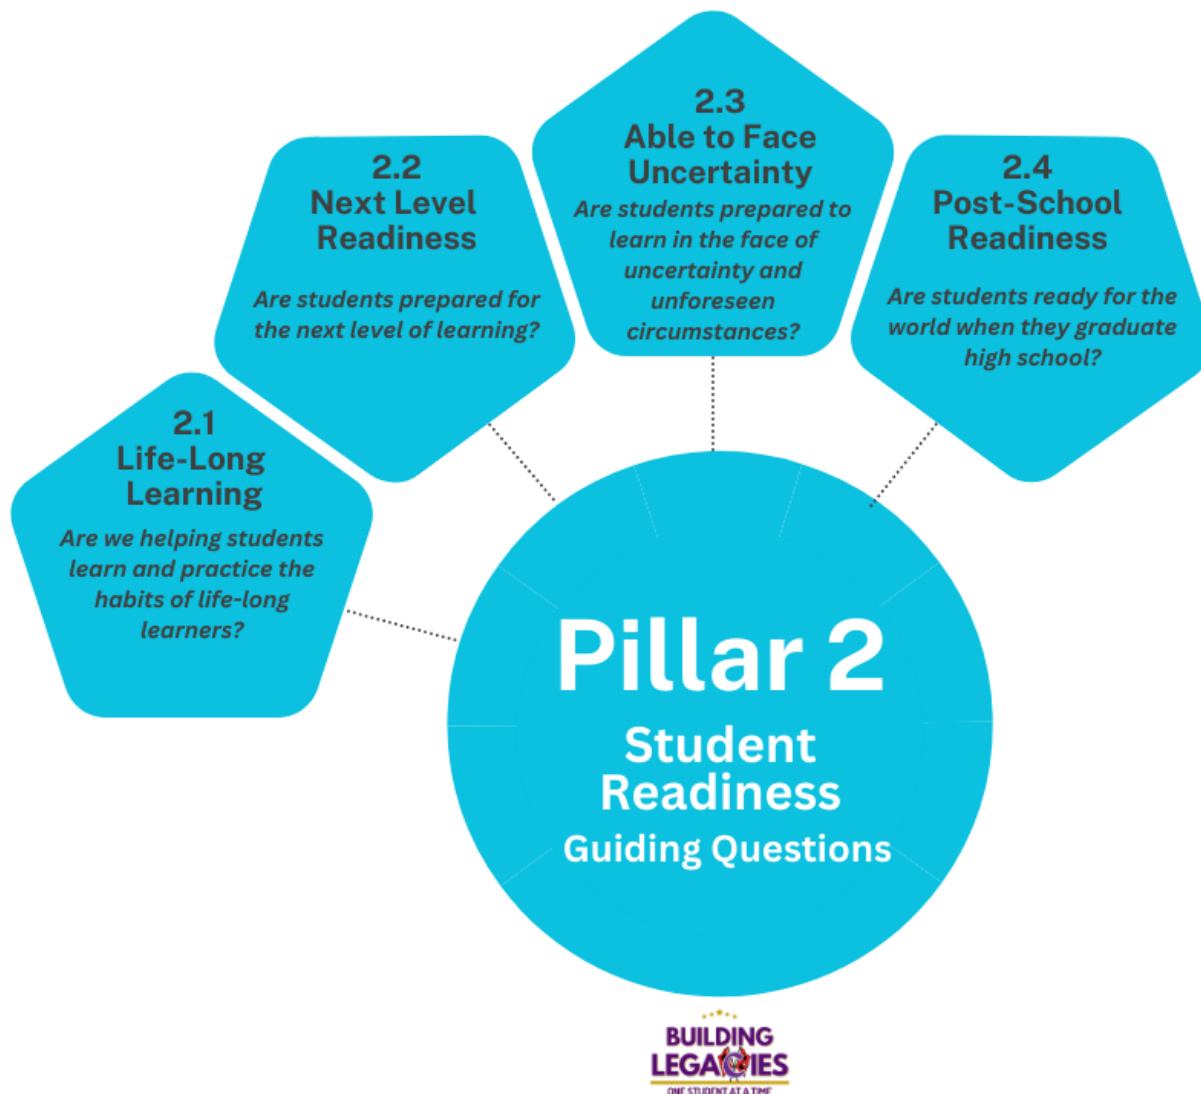 2.1
Life-Long
Learning
Are we helping students
learn and practice the
habits of life-long
learners?
2.2
Next Level
Readiness
Are students prepared for
the next level of learning?
2.3
Able to Face
Uncertainty
Are students prepared to
learn in the face of
uncertainty and
unforeseen
circumstances?
2.4
Post-School
Readiness
Are students ready for the
world when they graduate
high school?
Pillar 2
Student
Readiness
Guiding Questions
BUILDING
LEGACIES
ONE STUDENT AT A TIME